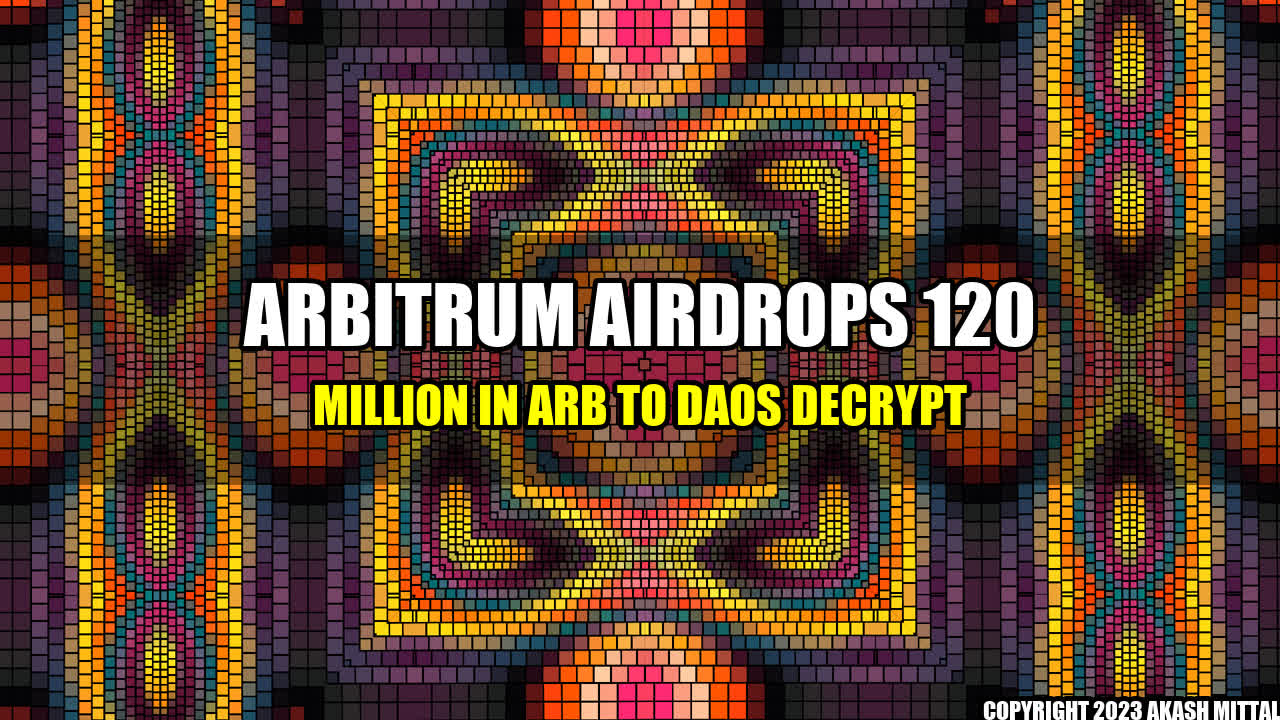 ARBITRUM AIRDROPS 120
MILLION IN ARB TO DAOS DECRYPT
COPYRIGHT 2023 AKASH MITTAL